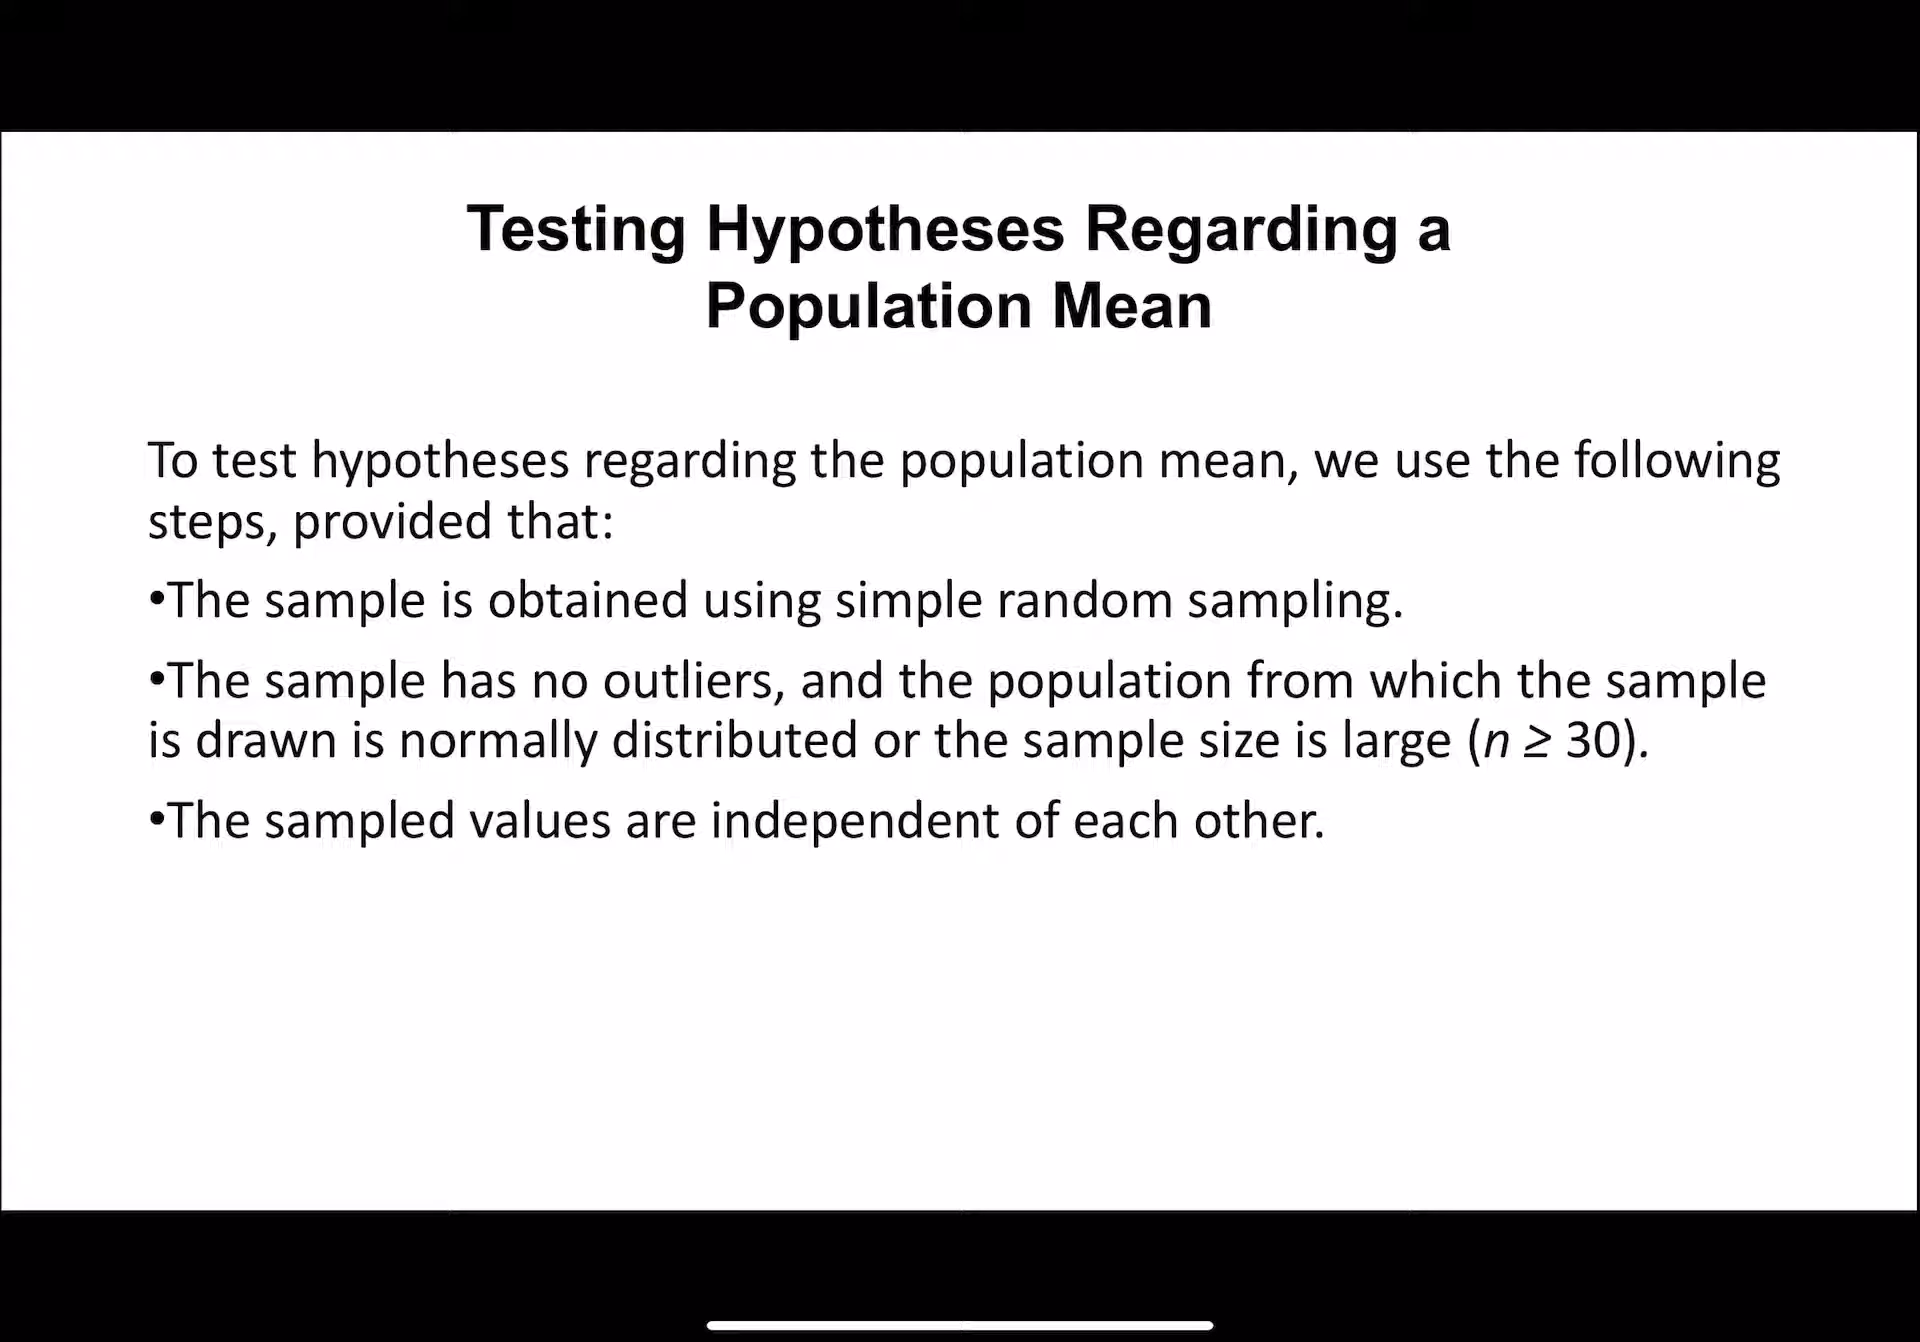 Testing Hypotheses Regarding a
Population Mean
To test hypotheses regarding the population mean, we use the following
steps, provided that:
•The sample is obtained using simple random sampling.
•The sample has no outliers, and the population from which the sample
is drawn is normally distributed or the sample size is large (n ≥ 30).
•The sampled values are independent of each other.